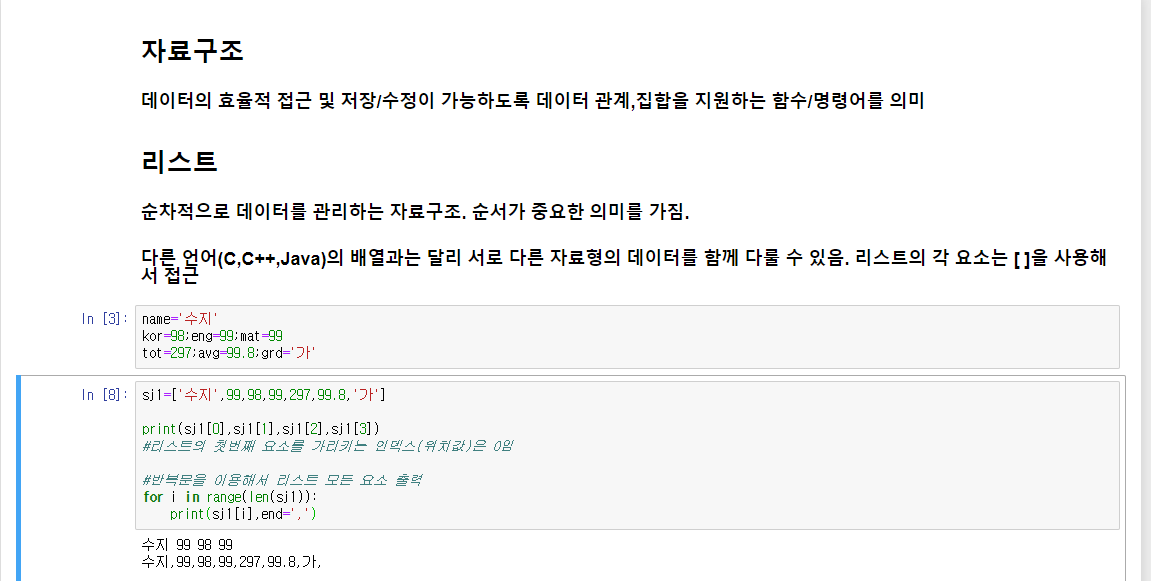 자료구조
데이터의 효율적 접근 및 저장/수정이 가능하도록 데이터 관계,집합을 지원하는 함수/명령어를 의미
리스트
순차적으로 데이터를 관리하는 자료구조. 순서가 중요한 의미를 가짐.
다른 언어(C,C++,Java)의 배열과는 달리 서로 다른 자료형의 데이터를 함께 다룰 수 있음. 리스트의 각 요소는 [ ]을 사용해
서 접근
In [3]: name='수지'
kor=98;eng=99;mat=99
tot=297;avg=99.8;grd='가'
In [8]: sj1=['수지',99,98,99,297,99.8,'가']
print(sj1[0],sj1[1],sj1[2],sj1[3])
#리스트의 첫번째 요소를 가리키는 인덱스(위치값)은 0임
#반복문을 이용해서 리스트 모든 요소 출력
for i in range(len(sj1)):
    print(sj1[i],end=',')
수지 99 98 99
수지,99,98,99,297,99.8,가,